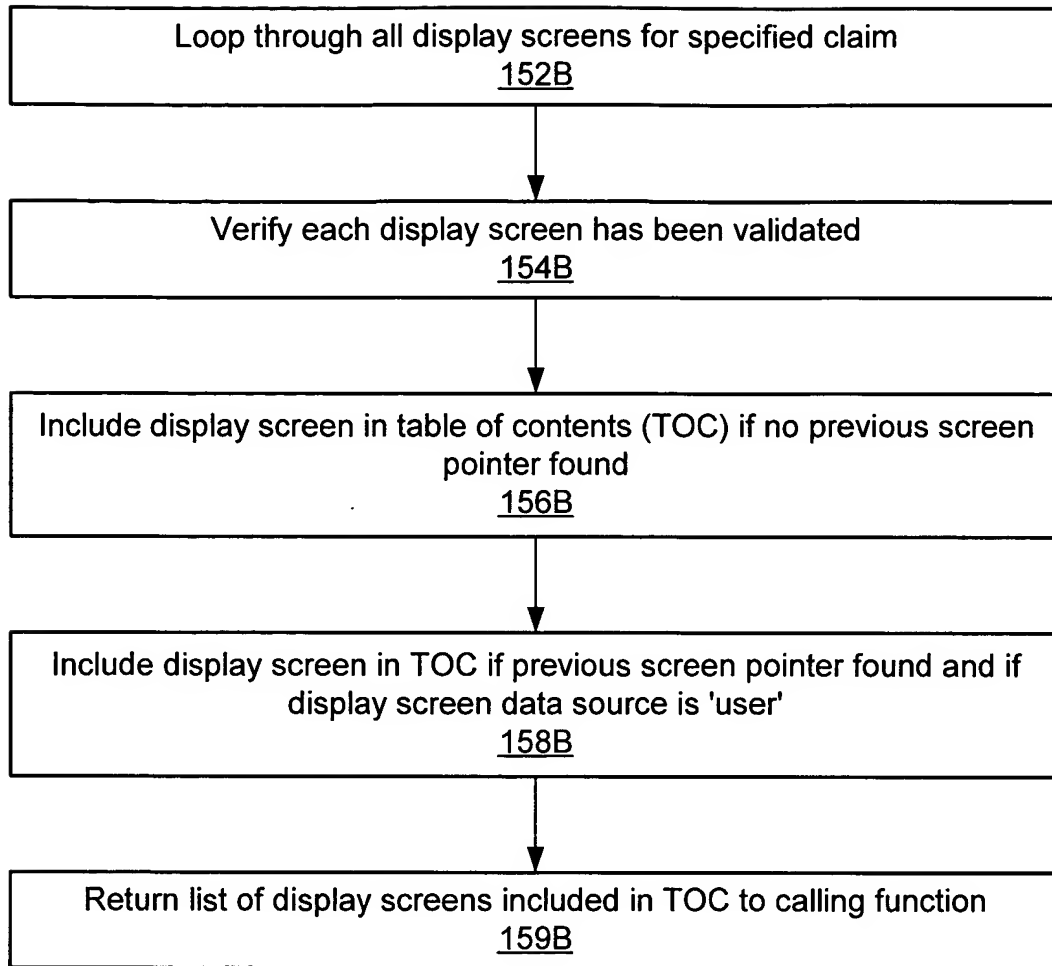 Loop through all display screens for specified claim
152B
Verify each display screen has been validated
154B
Include display screen in table of contents (TOC) if no previous screen
pointer found
156B
Include display screen in TOC if previous screen pointer found and if
display screen data source is 'user'
158B
Return list of display screens included in TOC to calling function
159B